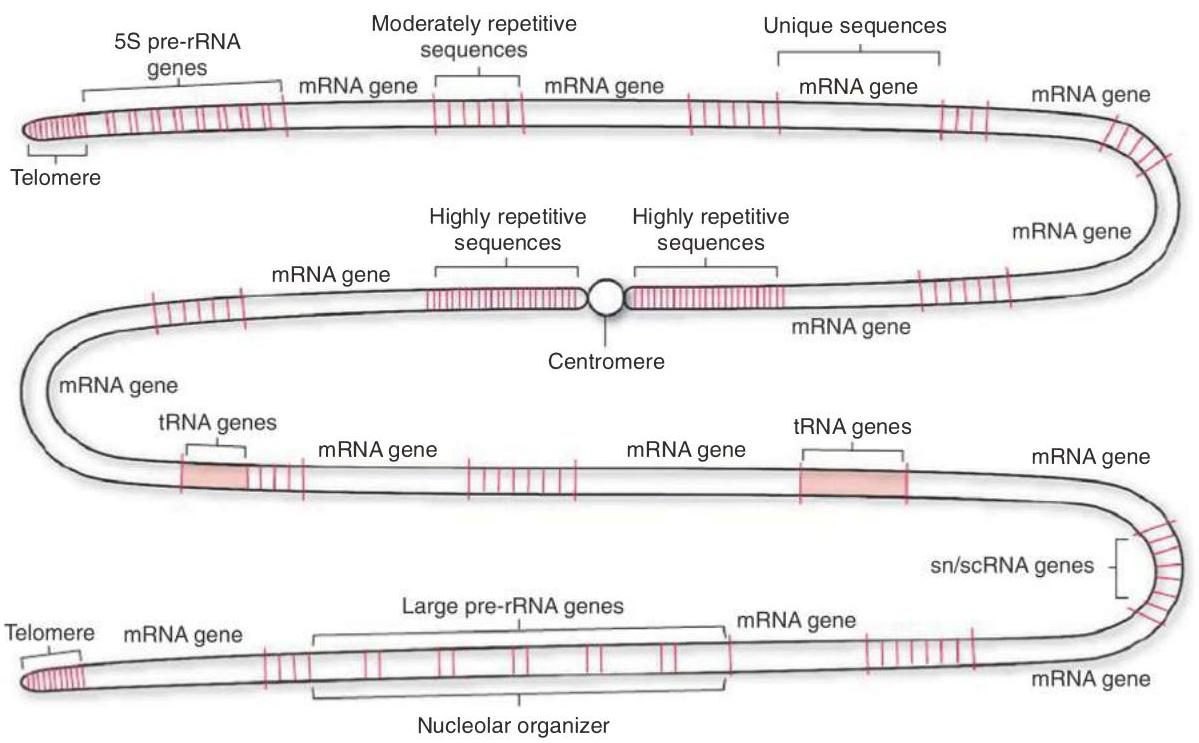 5S pre-rRNA
genes
Moderately repetitive
sequences
Unique sequences
mRNA gene
mRNA gene
mRNA gene
mRNA gene
Telomere
Highly repetitive
sequences
Highly repetitive
sequences
mRNA gene
mRNA gene
mRNA gene
Centromere
mRNA gene
tRNA genes
mRNA gene
mRNA gene
tRNA genes
mRNA gene
sn/scRNA genes
Large pre-rRNA genes
Telomere
mRNA gene
mRNA gene
mRNA gene
Nucleolar organizer